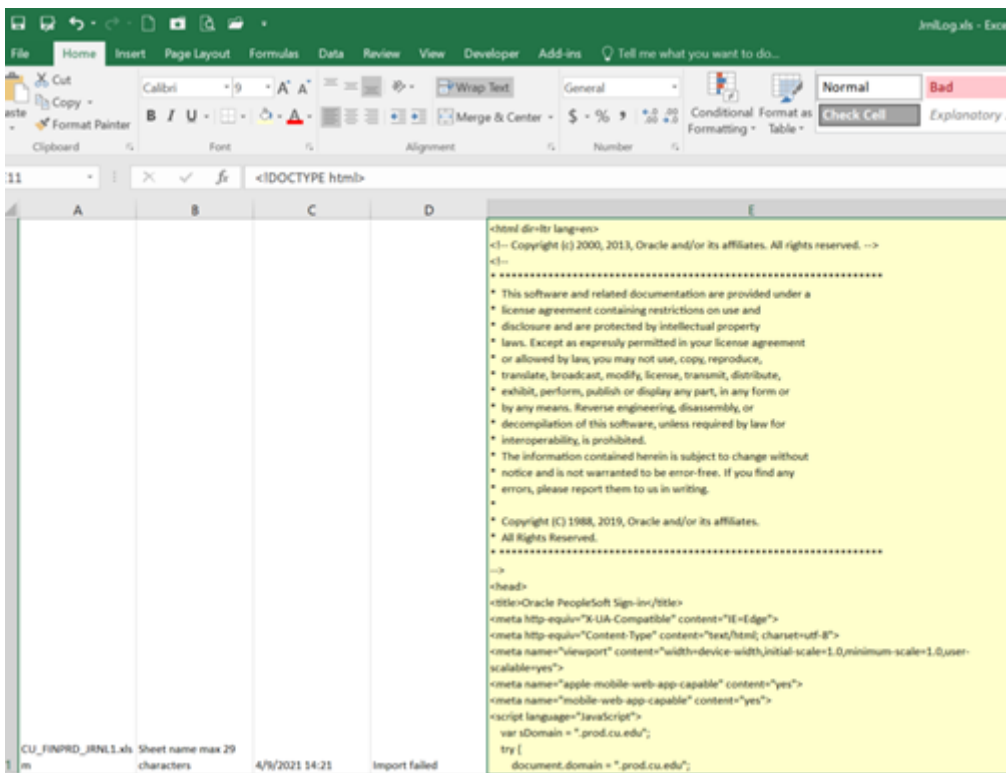 JrnlLog.xls - Exce
File Home Insert Page Layout Formulas Data Review View Developer Add-ins Tell me what you want to do...
Cut
Copy
Format Painter
aste
Clipboard
Calibri 9 A A
B I U A
Font
Wrap Text
Merge & Center
Alignment
General
$ - % ,
Number
Conditional Formatting
Format as Table
Normal Bad
Check Cell Explanatory
11 fx <!DOCTYPE html>
A B C D E
<html dir=ltr lang=en>
<!-- Copyright (c) 2000, 2013, Oracle and/or its affiliates. All rights reserved. -->
<!--
* ******************************************************************
* This software and related documentation are provided under a
* license agreement containing restrictions on use and
* disclosure and are protected by intellectual property
* laws. Except as expressly permitted in your license agreement
* or allowed by law, you may not use, copy, reproduce,
* translate, broadcast, modify, license, transmit, distribute,
* exhibit, perform, publish or display any part, in any form or
* by any means. Reverse engineering, disassembly, or
* decompilation of this software, unless required by law for
* interoperability, is prohibited.
* The information contained herein is subject to change without
* notice and is not warranted to be error-free. If you find any
* errors, please report them to us in writing.
*
* Copyright (C) 1988, 2019, Oracle and/or its affiliates.
* All Rights Reserved.
* ******************************************************************
-->
<head>
<title>Oracle PeopleSoft Sign-in</title>
<meta http-equiv="X-UA-Compatible" content="IE=Edge">
<meta http-equiv="Content-Type" content="text/html; charset=utf-8">
<meta name="viewport" content="width=device-width,initial-scale=1.0,minimum-scale=1.0,user-
scalable=yes">
<meta name="apple-mobile-web-app-capable" content="yes">
<meta name="mobile-web-app-capable" content="yes">
<script language="JavaScript">
var sDomain = ".prod.cu.edu";
try {
document.domain = ".prod.cu.edu";
CU_FINPRD_JRNL1.xls
m
Sheet name max 29
characters
4/9/2021 14:21
Import failed